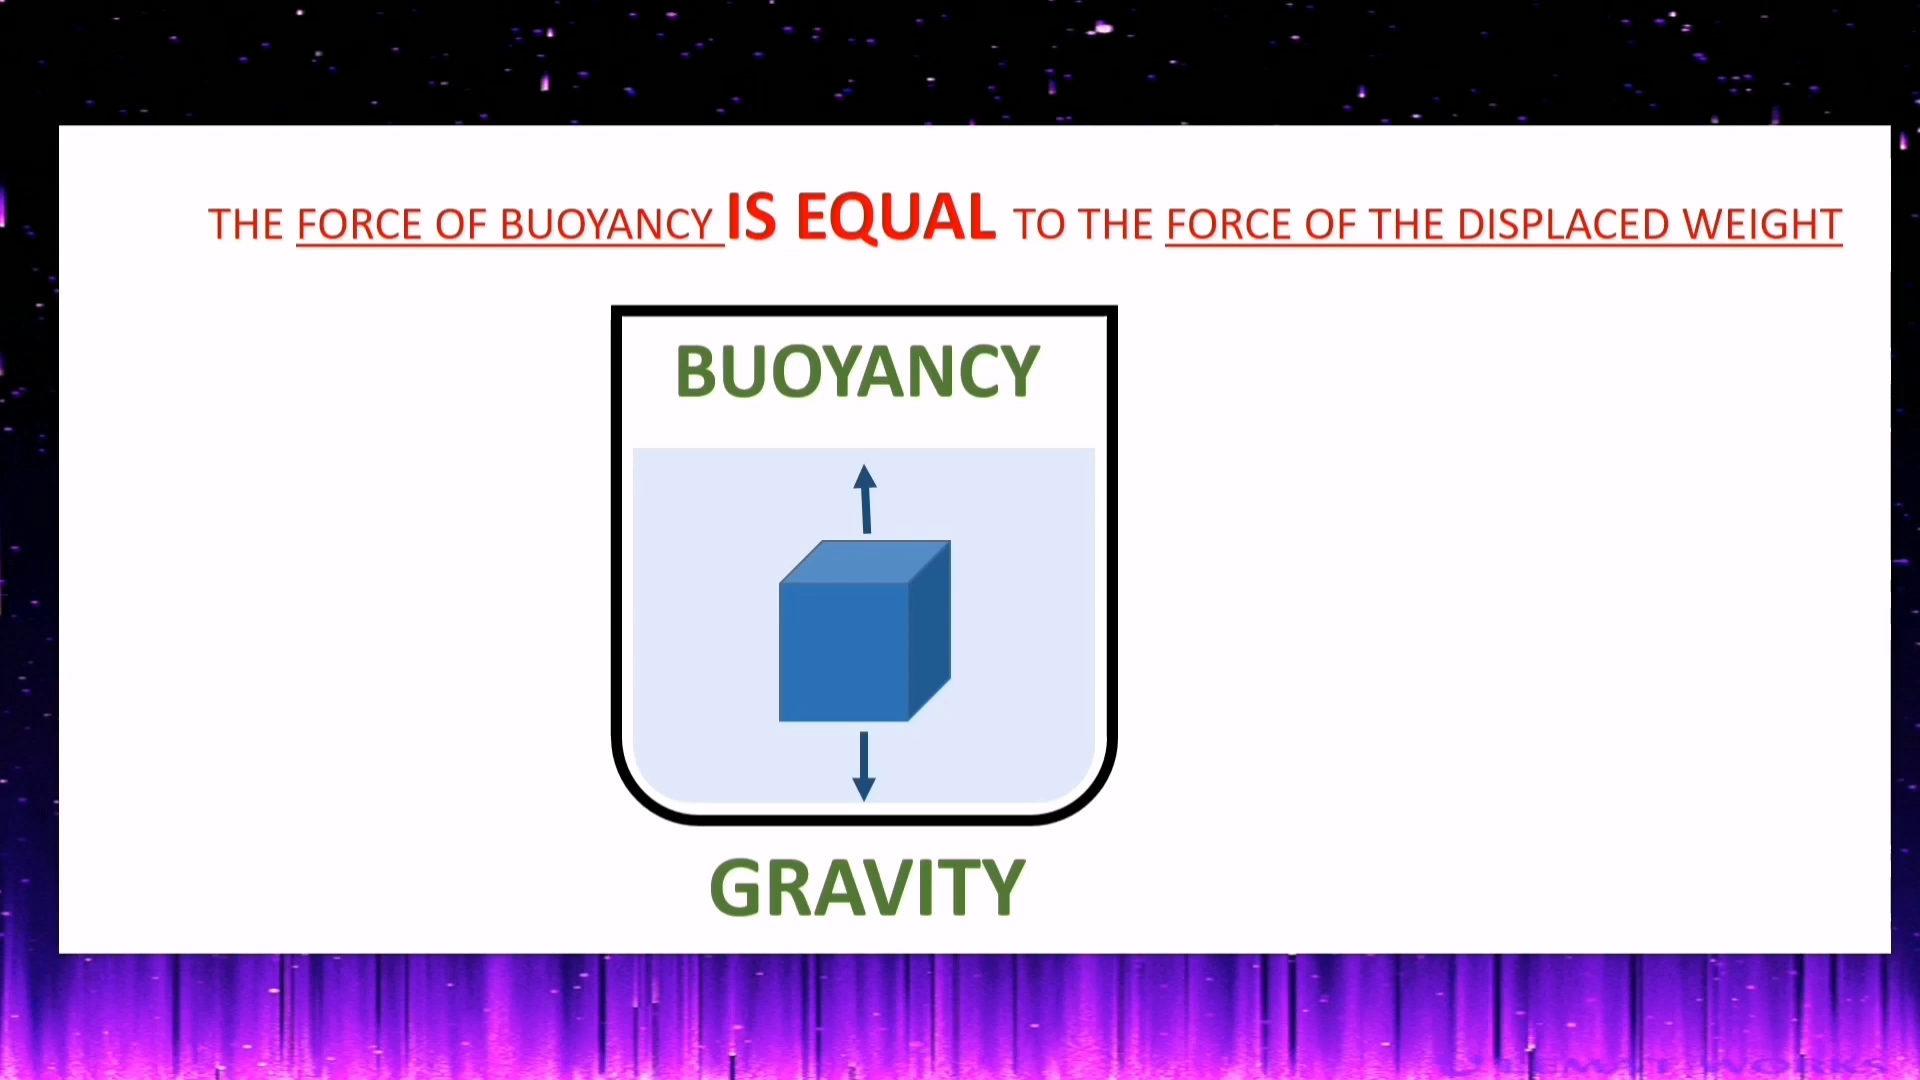 THE FORCE OF BUOYANCY IS EQUAL TO THE FORCE OF THE DISPLACED WEIGHT
BUOYANCY
GRAVITY